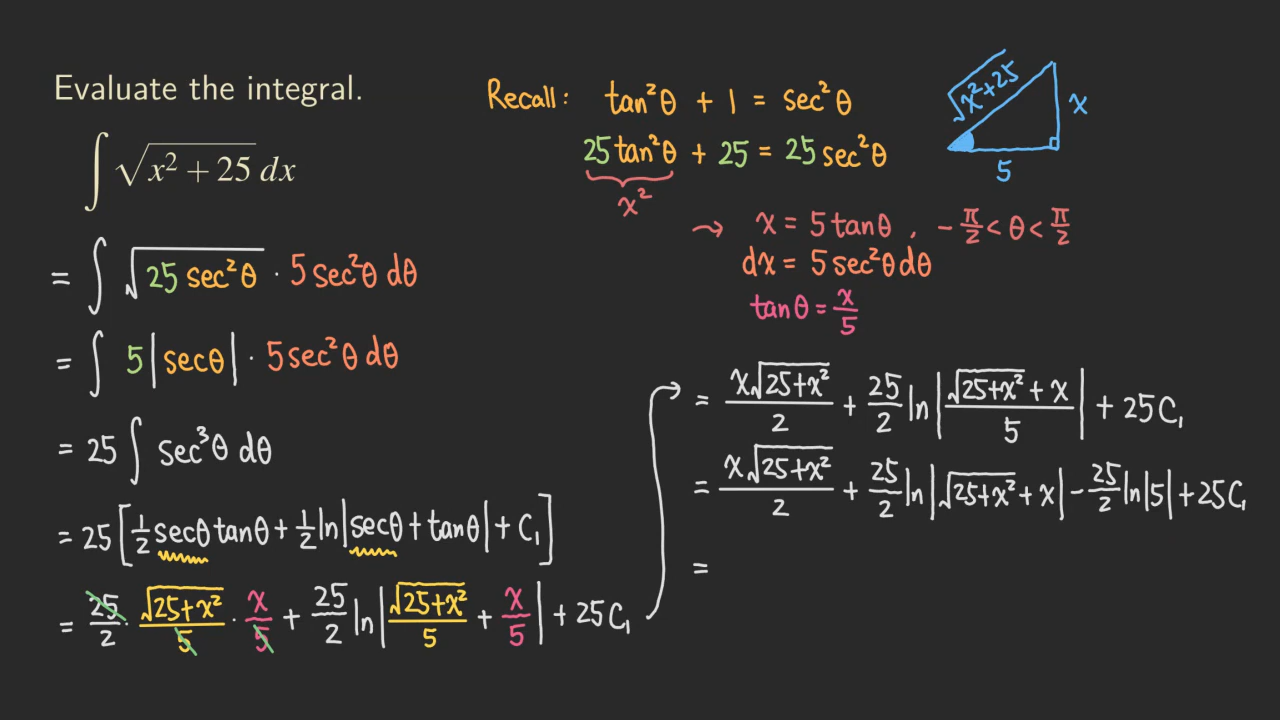 Evaluate the integral.
∫ √(x² + 25) dx
= ∫ √(25 sec²θ) · 5 sec²θ dθ
= ∫ 5|secθ| · 5sec²θ dθ
= 25 ∫ sec³θ dθ
= 25 [½ secθ tanθ + ½ ln|secθ + tanθ| + C₁]
= 25/2 · √(25+x²)/5 · x/5 + 25/2 ln|√(25+x²)/5 + x/5| + 25C₁
Recall: tan²θ + 1 = sec²θ
25tan²θ + 25 = 25 sec²θ
x²
→ x = 5 tanθ , -π/2 < θ < π/2
dx = 5 sec²θ dθ
tanθ = x/5
√(x²+25)
x
5
= x√(25+x²)/2 + 25/2 ln|(√(25+x²) + x)/5| + 25C₁
= x√(25+x²)/2 + 25/2 ln|√(25+x²) + x| - 25/2 ln|5| + 25C₁
=